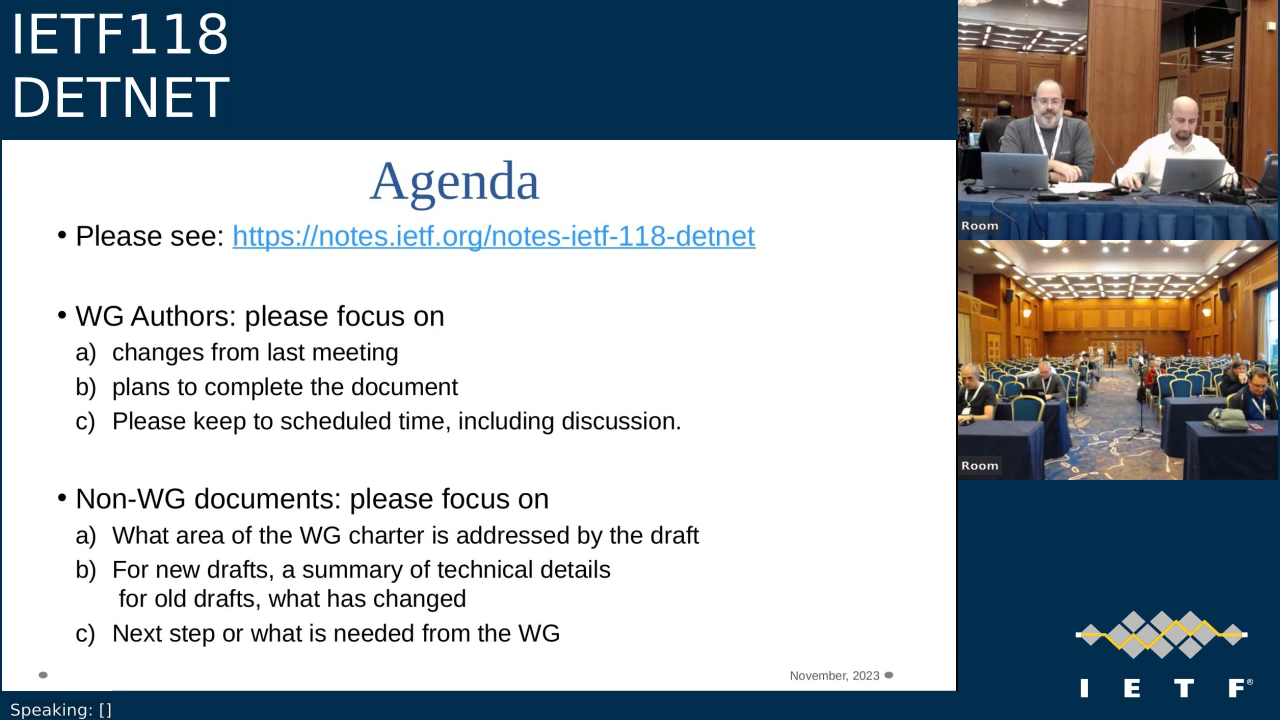 IETF118
DETNET
Agenda
• Please see: https://notes.ietf.org/notes-ietf-118-detnet
• WG Authors: please focus on
a) changes from last meeting
b) plans to complete the document
c) Please keep to scheduled time, including discussion.
• Non-WG documents: please focus on
a) What area of the WG charter is addressed by the draft
b) For new drafts, a summary of technical details
for old drafts, what has changed
c) Next step or what is needed from the WG
November, 2023
Room
Room
I E T F®
Speaking: []